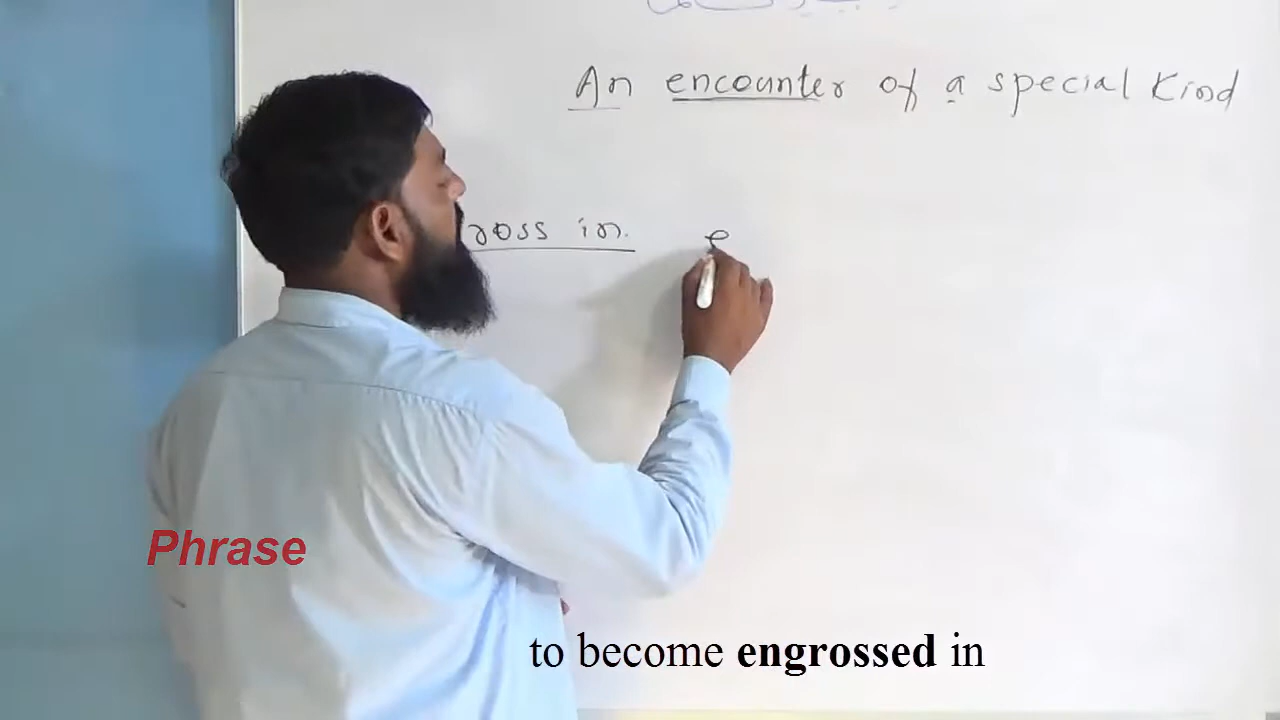 An encounter of a special kind
ross in.
e
Phrase
to become engrossed in